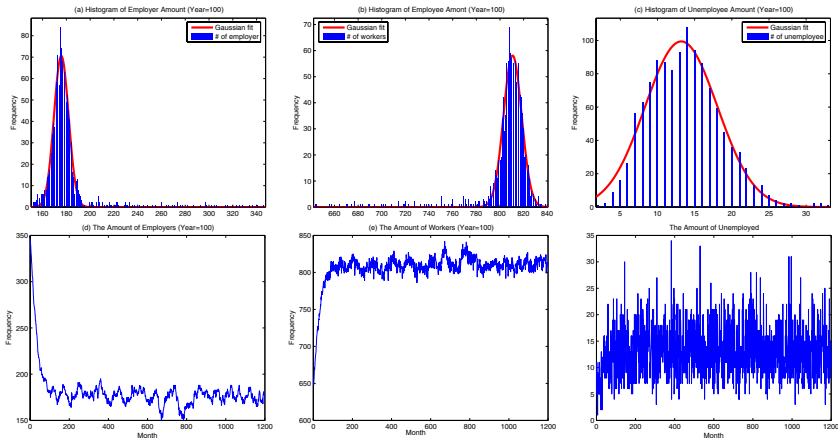 (a) Histogram of Employer Amount (Year=100)
Gaussian fit
# of employer
Frequency
80
70
60
50
40
30
20
10
0
160 180 200 220 240 260 280 300 320 340
(b) Histogram of Employee Amont (Year=100)
Gaussian fit
# of workers
Frequency
70
60
50
40
30
20
10
0
660 680 700 720 740 760 780 800 820 840
(c) Histogram of Unemployee Amount (Year=100)
Gaussian fit
# of unemployee
Frequency
100
80
60
40
20
0
5 10 15 20 25 30
(d) The Amount of Employers (Year=100)
Frequency
350
300
250
200
150
0 200 400 600 800 1000 1200
Month
(e) The Amount of Workers (Year=100)
Frequency
900
850
800
750
700
650
600
0 200 400 600 800 1000 1200
Month
The Amount of Unemployed
35
30
25
20
15
10
5
0
0 200 400 600 800 1000 1200
Month